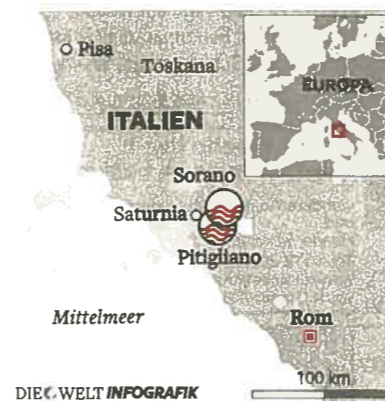 Pisa
Toskana
EUROPA
ITALIEN
Sorano
Saturnia
Pitigliano
Mittelmeer
Rom
100 km
DIE WELT INFOGRAFIK